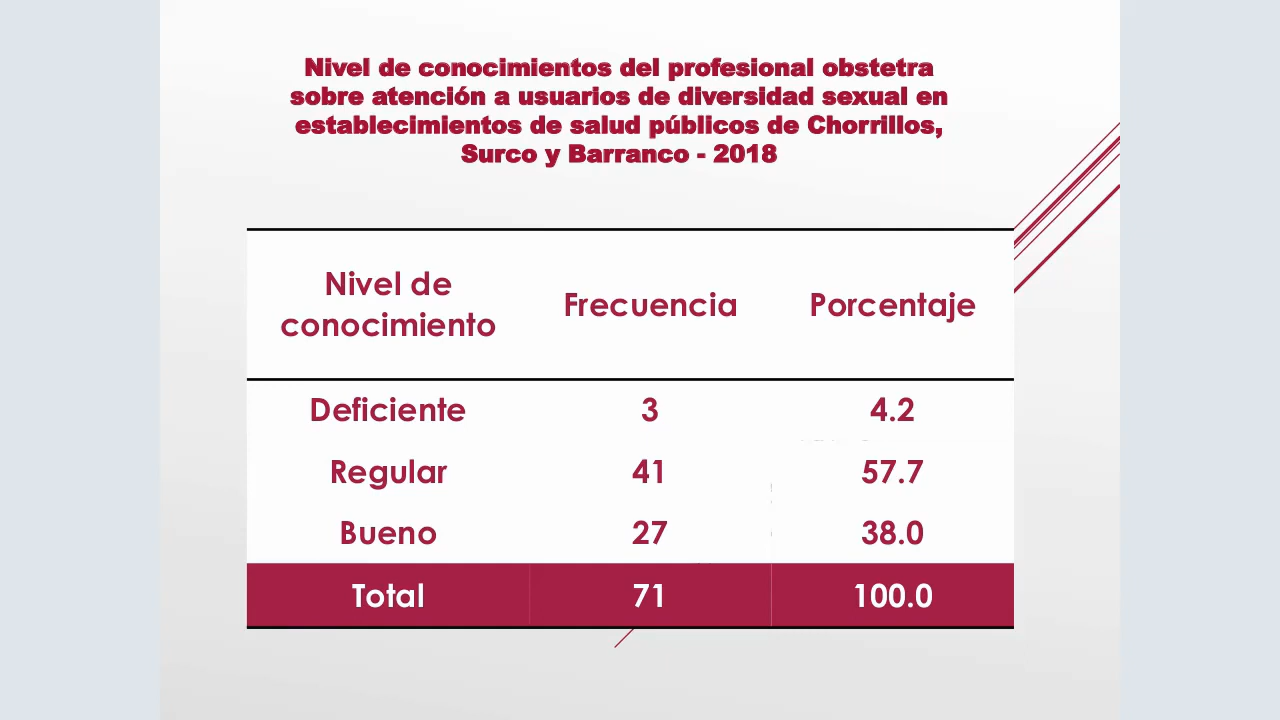 Nivel de conocimientos del profesional obstetra
sobre atención a usuarios de diversidad sexual en
establecimientos de salud públicos de Chorrillos,
Surco y Barranco - 2018
Nivel de
conocimiento
Frecuencia
Porcentaje
Deficiente 3 4.2
Regular 41 57.7
Bueno 27 38.0
Total 71 100.0